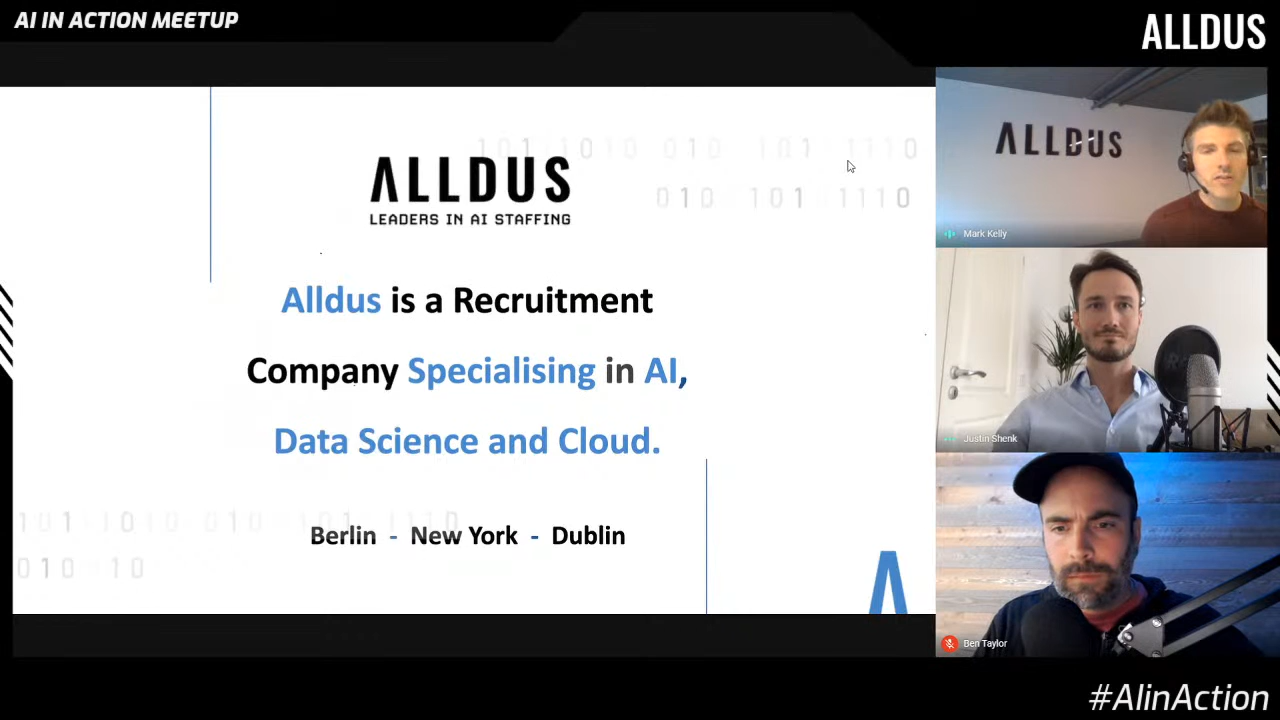 AI IN ACTION MEETUP
ALLDUS
ALLDUS
LEADERS IN AI STAFFING
Alldus is a Recruitment
Company Specialising in AI,
Data Science and Cloud.
Berlin - New York - Dublin
ALLDUS
Mark Kelly
Justin Shenk
Ben Taylor
#AIinAction